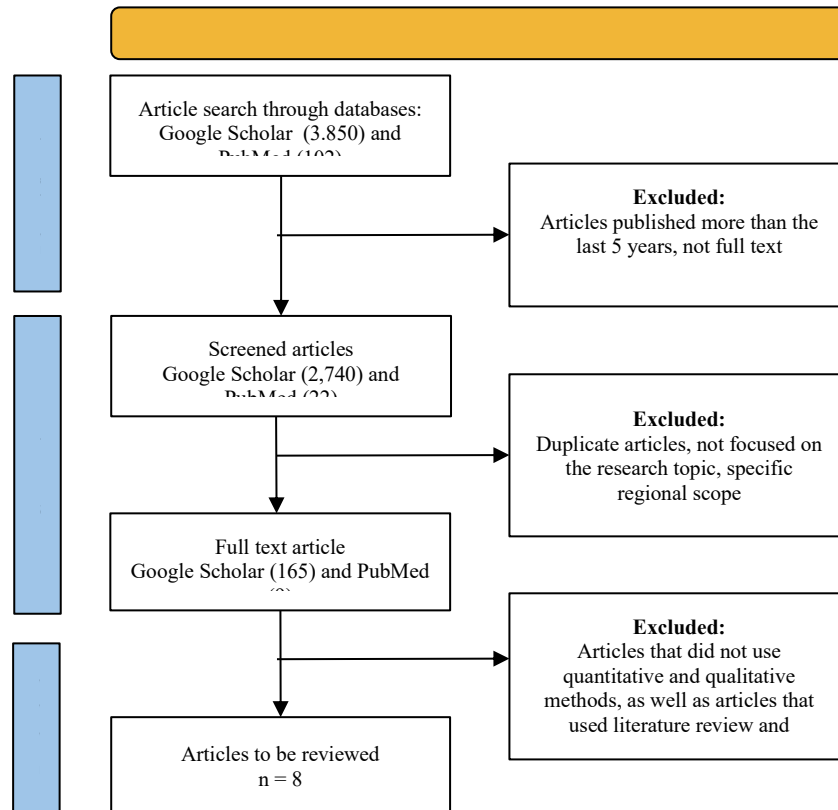 Article search through databases:
Google Scholar (3.850) and
PubMed (102)
Excluded:
Articles published more than the
last 5 years, not full text
Screened articles
Google Scholar (2,740) and
PubMed
Excluded:
Duplicate articles, not focused on
the research topic, specific
regional scope
Full text article
Google Scholar (165) and PubMed
Excluded:
Articles that did not use
quantitative and qualitative
methods, as well as articles that
used literature review and
Articles to be reviewed
n = 8